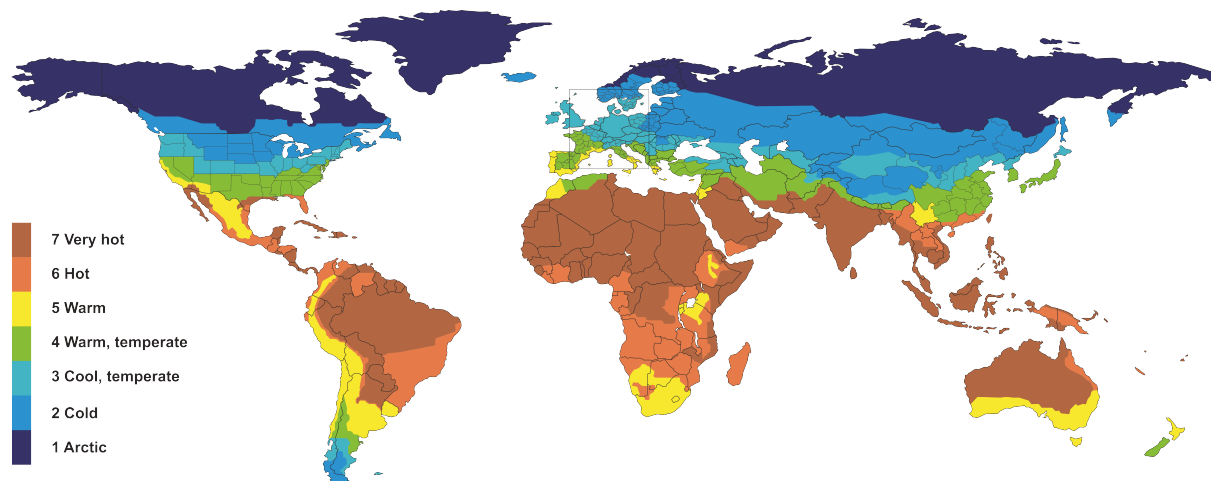 7 Very hot
6 Hot
5 Warm
4 Warm, temperate
3 Cool, temperate
2 Cold
1 Arctic